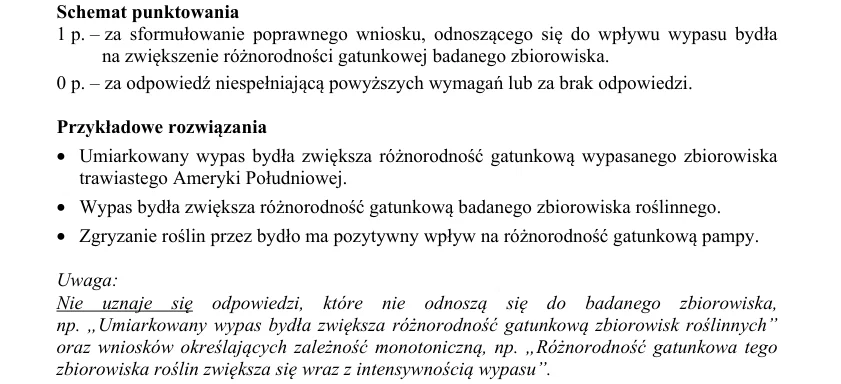 Schemat punktowania
1 p. – za sformułowanie poprawnego wniosku, odnoszącego się do wpływu wypasu bydła
na zwiększenie różnorodności gatunkowej badanego zbiorowiska.
0 p. – za odpowiedź niespełniającą powyższych wymagań lub za brak odpowiedzi.
Przykładowe rozwiązania
• Umiarkowany wypas bydła zwiększa różnorodność gatunkową wypasanego zbiorowiska
trawiastego Ameryki Południowej.
• Wypas bydła zwiększa różnorodność gatunkową badanego zbiorowiska roślinnego.
• Zgryzanie roślin przez bydło ma pozytywny wpływ na różnorodność gatunkową pampy.
Uwaga:
Nie uznaje się odpowiedzi, które nie odnoszą się do badanego zbiorowiska,
np. „Umiarkowany wypas bydła zwiększa różnorodność gatunkową zbiorowisk roślinnych”
oraz wniosków określających zależność monotoniczną, np. „Różnorodność gatunkowa tego
zbiorowiska roślin zwiększa się wraz z intensywnością wypasu”.